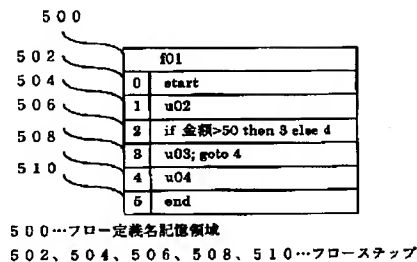 500
f01
502
0 start
504
1 u02
506
2 if 金額>50 then 3 else 4
508
3 u03; goto 4
510
4 u04
5 end
500…フロー定義名記憶領域
502、504、506、508、510…フローステップ